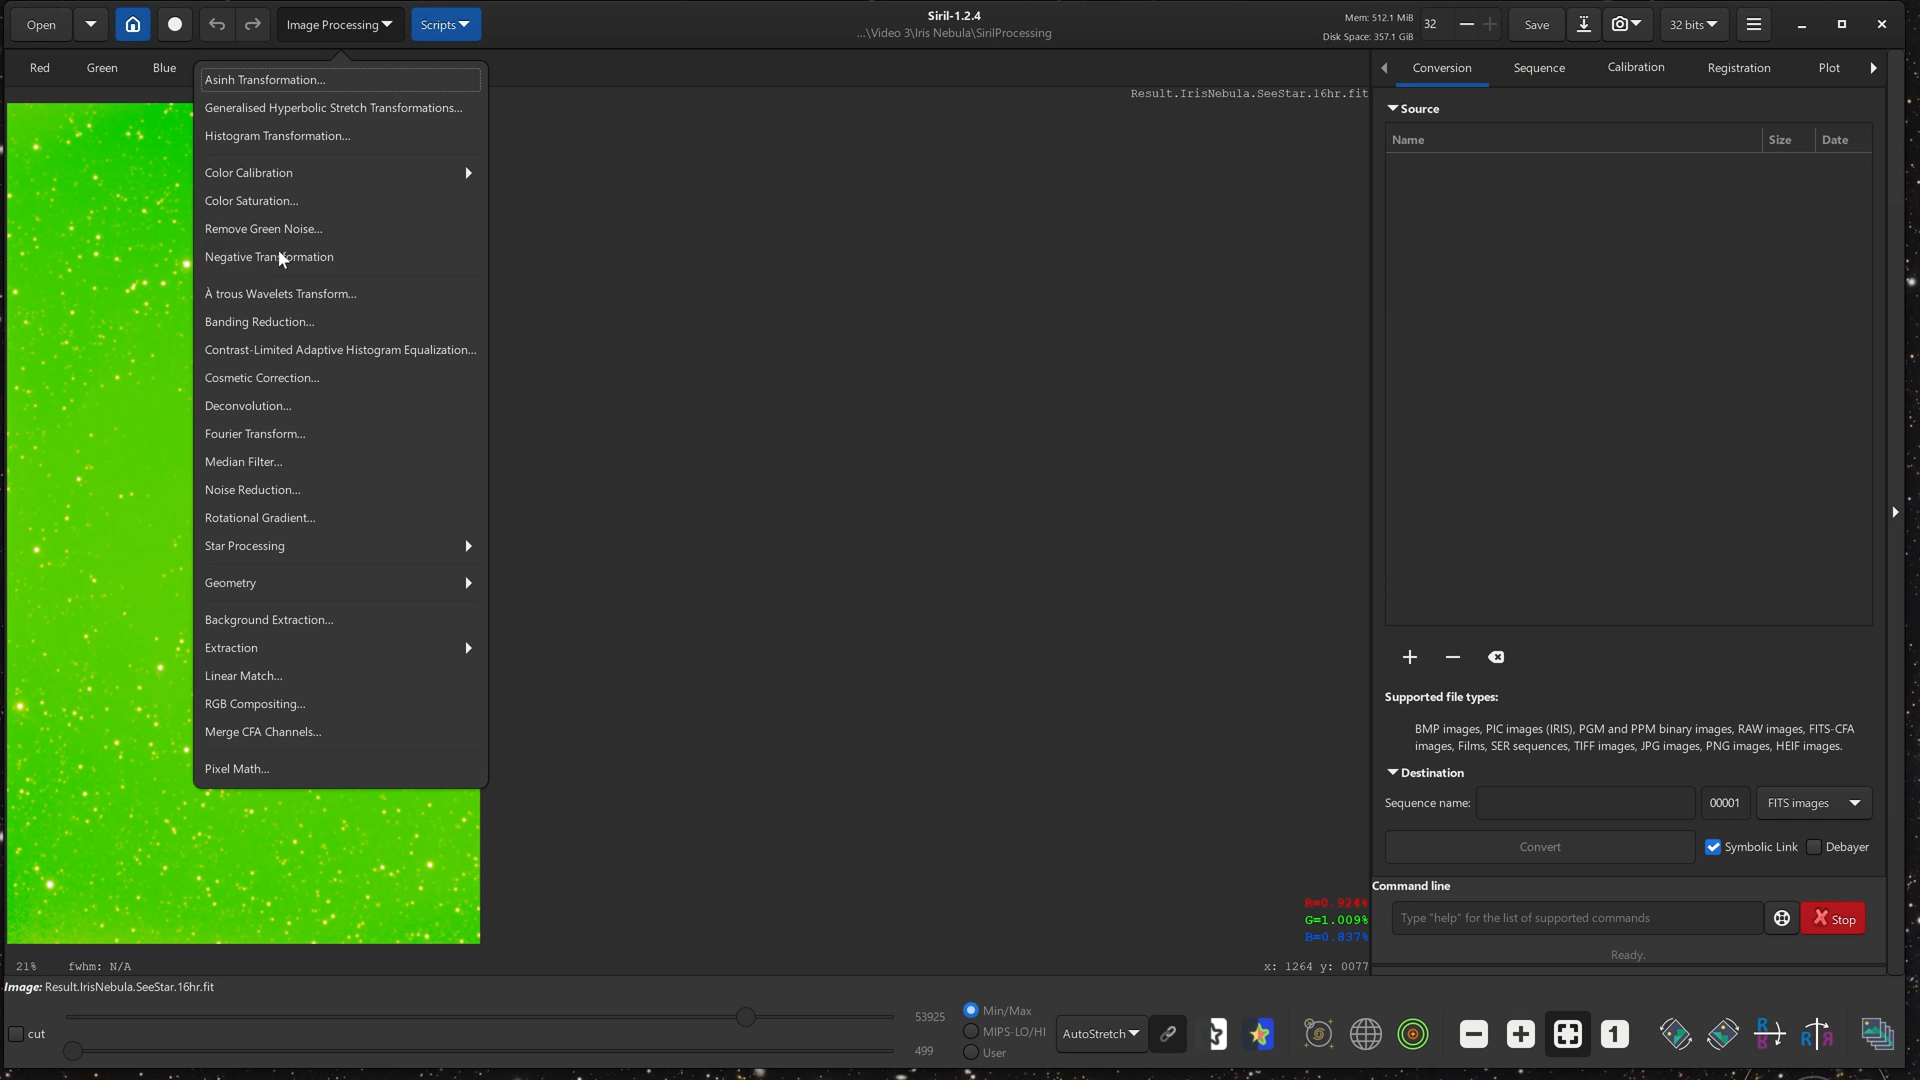 Open
Image Processing
Scripts
Siril-1.2.4
...\Video 3\Iris Nebula\SirilProcessing
Mem: 512.1 MiB
Disk Space: 357.1 GiB
32
Save
32 bits
Red
Green
Blue
Result.IrisNebula.SeeStar.16hr.fit
Asinh Transformation...
Generalised Hyperbolic Stretch Transformations...
Histogram Transformation...
Color Calibration
Color Saturation...
Remove Green Noise...
Negative Transformation
À trous Wavelets Transform...
Banding Reduction...
Contrast-Limited Adaptive Histogram Equalization...
Cosmetic Correction...
Deconvolution...
Fourier Transform...
Median Filter...
Noise Reduction...
Rotational Gradient...
Star Processing
Geometry
Background Extraction...
Extraction
Linear Match...
RGB Compositing...
Merge CFA Channels...
Pixel Math...
Conversion
Sequence
Calibration
Registration
Plot
Source
Name
Size
Date
Supported file types:
BMP images, PIC images (IRIS), PGM and PPM binary images, RAW images, FITS-CFA
images, Films, SER sequences, TIFF images, JPG images, PNG images, HEIF images.
Destination
Sequence name:
00001
FITS images
Convert
Symbolic Link
Debayer
Command line
Type "help" for the list of supported commands
Stop
Ready.
R=0.924%
G=1.009%
B=0.837%
21%
fwhm: N/A
x: 1264 y: 0077
Image: Result.IrisNebula.SeeStar.16hr.fit
cut
53925
499
Min/Max
MIPS-LO/HI
User
AutoStretch
1
R
R
R R